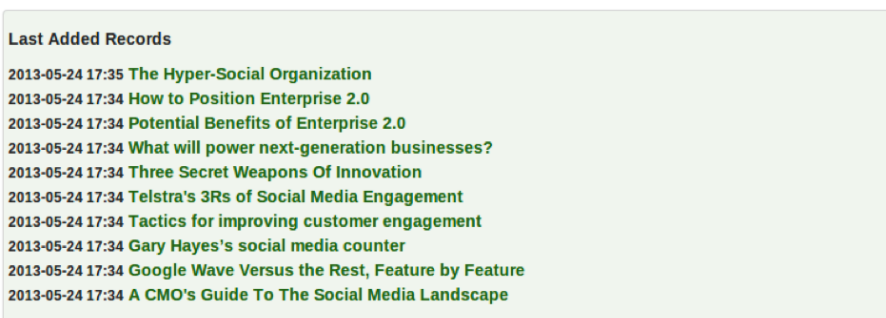 Last Added Records
2013-05-24 17:35 The Hyper-Social Organization
2013-05-24 17:34 How to Position Enterprise 2.0
2013-05-24 17:34 Potential Benefits of Enterprise 2.0
2013-05-24 17:34 What will power next-generation businesses?
2013-05-24 17:34 Three Secret Weapons Of Innovation
2013-05-24 17:34 Telstra's 3Rs of Social Media Engagement
2013-05-24 17:34 Tactics for improving customer engagement
2013-05-24 17:34 Gary Hayes's social media counter
2013-05-24 17:34 Google Wave Versus the Rest, Feature by Feature
2013-05-24 17:34 A CMO's Guide To The Social Media Landscape